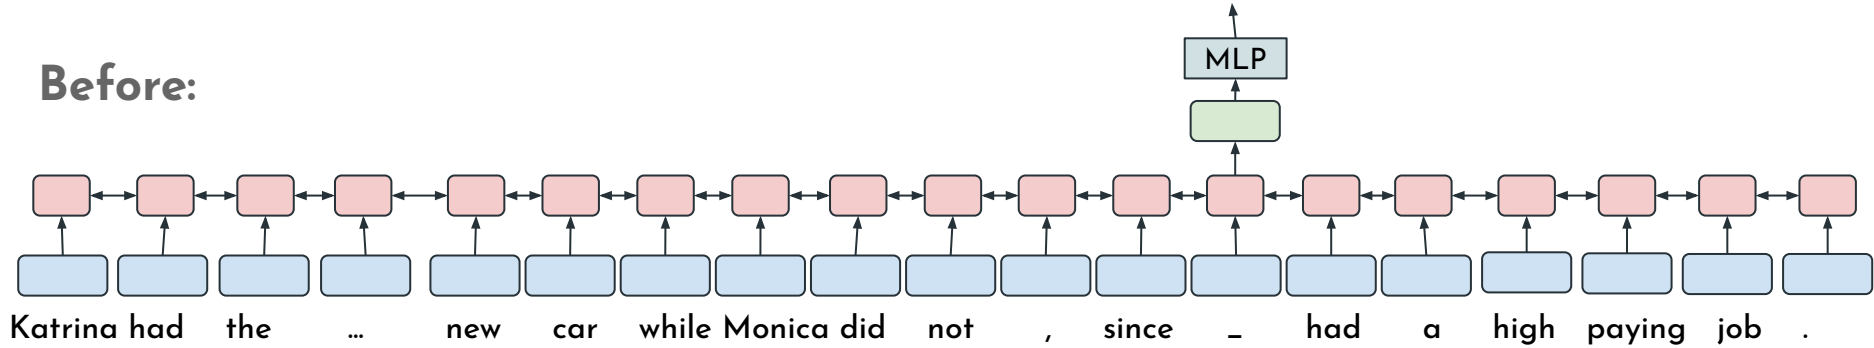 MLP
Before:
Katrina had the ... new car while Monica did not , since _ had a high paying job .